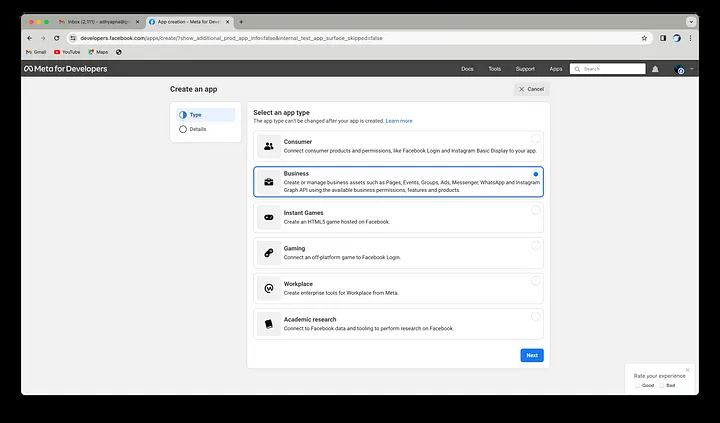 Inbox (2,111) - adhyapna@ip
App creation - Meta for Deve
developers.facebook.com/apps/create/?show_additional_prod_app_info=false&internal_test_app_surface_skipped=false
Gmail YouTube Maps
Meta for Developers
Docs Tools Support Apps Search
Create an app
Cancel
Type
Details
Select an app type
The app type can't be changed after your app is created. Learn more
Consumer
Connect consumer products and permissions, like Facebook Login and Instagram Basic Display to your app.
Business
Create or manage business assets such as Pages, Events, Groups, Ads, Messenger, WhatsApp and Instagram
Graph API using the available business permissions, features and products.
Instant Games
Create an HTML5 game hosted on Facebook.
Gaming
Connect an off-platform game to Facebook Login.
Workplace
Create enterprise tools for Workplace from Meta.
Academic research
Connect to Facebook data and tooling to perform research on Facebook.
Next
Rate your experience
Good Bad